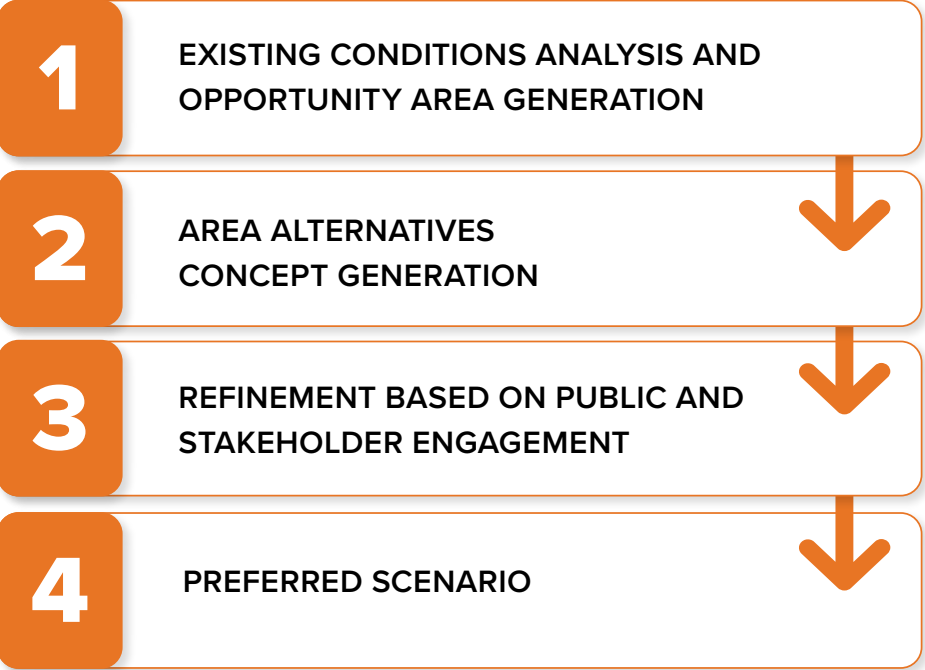 1
EXISTING CONDITIONS ANALYSIS AND
OPPORTUNITY AREA GENERATION
2
AREA ALTERNATIVES
CONCEPT GENERATION
3
REFINEMENT BASED ON PUBLIC AND
STAKEHOLDER ENGAGEMENT
4
PREFERRED SCENARIO